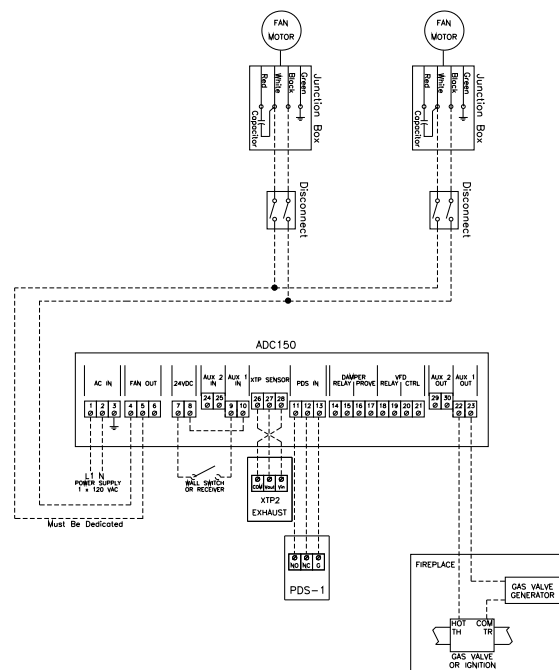 FAN
MOTOR
FAN
MOTOR
Red
White
Black
Green
Capacitor
Junction Box
Red
White
Black
Green
Capacitor
Junction Box
Disconnect
Disconnect
ADC150
AC IN
FAN OUT
24VDC
AUX 2
IN
AUX 1
IN
XTP SENSOR
PDS IN
DAMPER
RELAY PROVE
VFD
RELAY CTRL
AUX 2
OUT
AUX 1
OUT
24 25
26 27 28
29 30
1 2 3 4 5 6
7 8
9 10
11 12 13
14 15 16 17 18 19 20 21
22 23
L1 N
POWER SUPPLY
1 x 120 VAC
WALL SWITCH
OR RECEIVER
Must Be Dedicated
COM Vout Vin
XTP2
EXHAUST
NO NC G
PDS-1
FIREPLACE
GAS VALVE
GENERATOR
HOT COM
TH TR
GAS VALVE
OR IGNITION